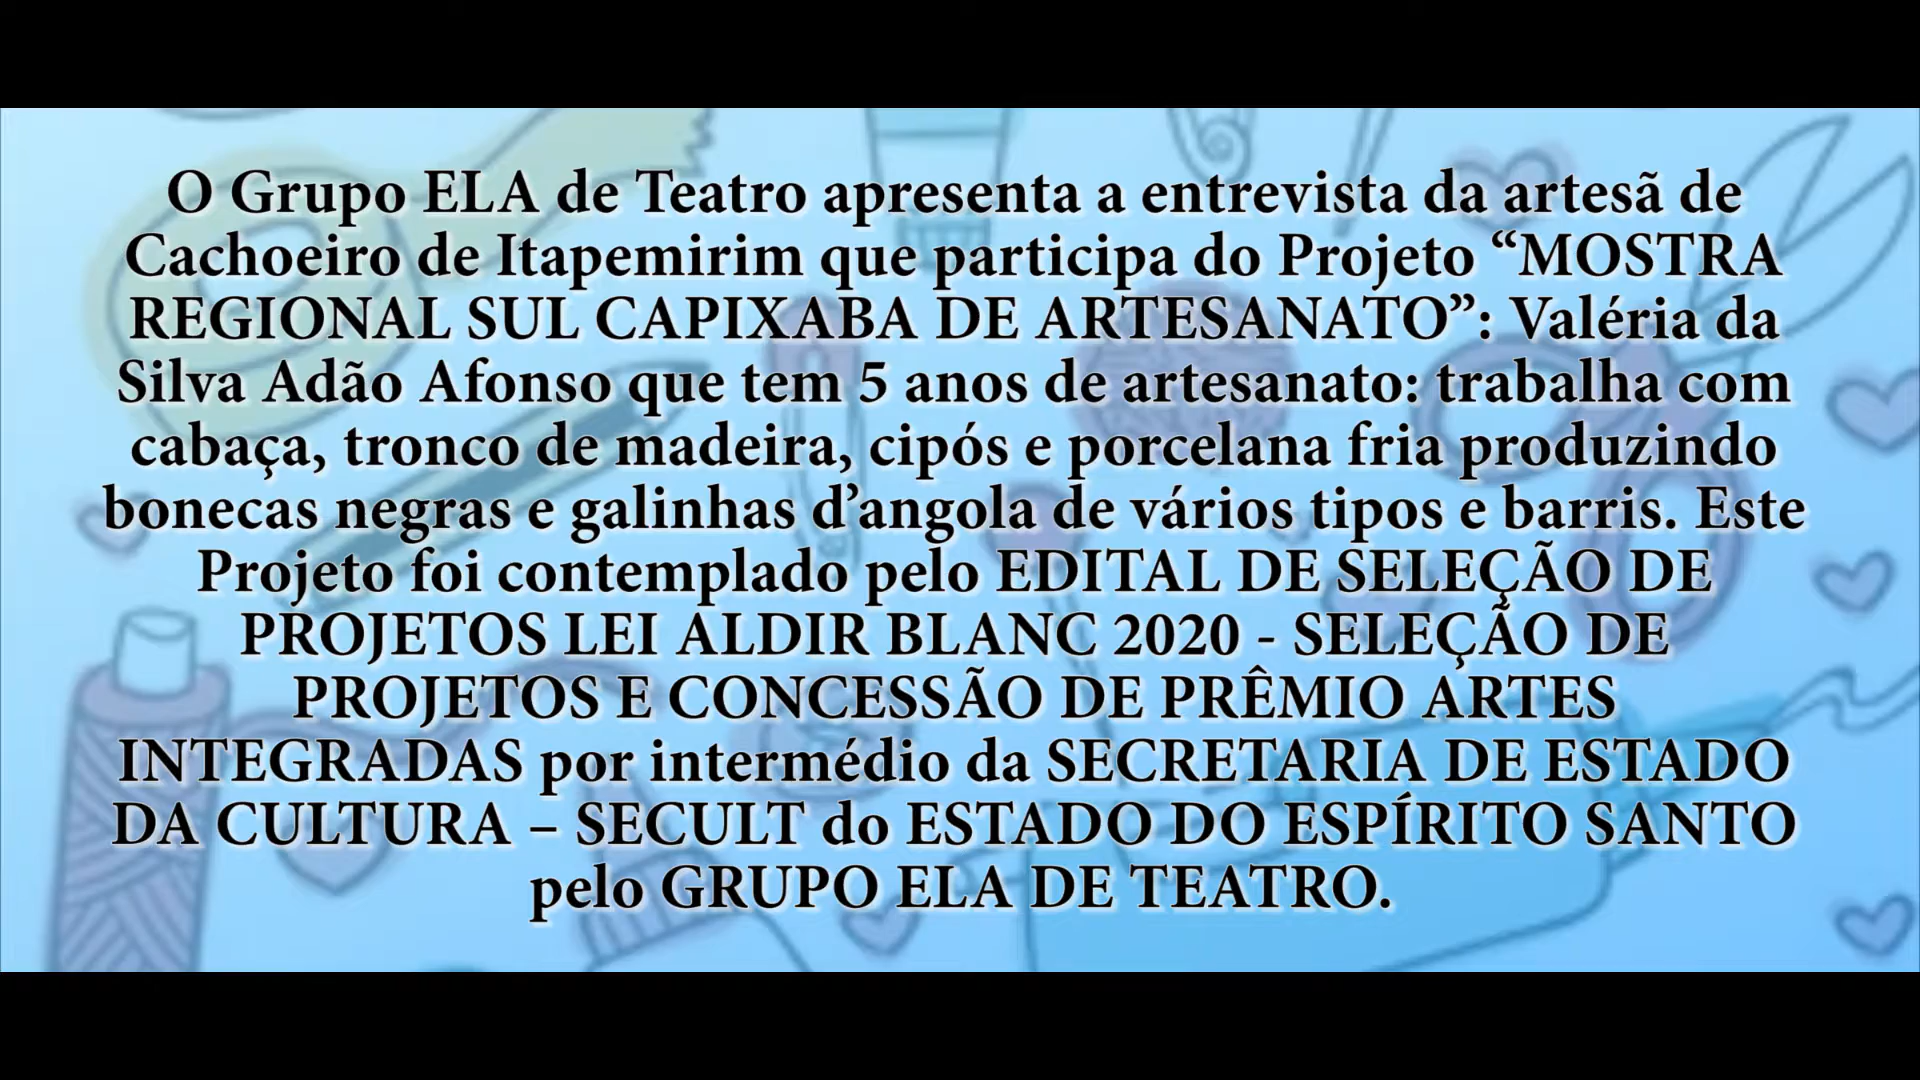 O Grupo ELA de Teatro apresenta a entrevista da artesã de
Cachoeiro de Itapemirim que participa do Projeto “MOSTRA
REGIONAL SUL CAPIXABA DE ARTESANATO”: Valéria da
Silva Adão Afonso que tem 5 anos de artesanato: trabalha com
cabaça, tronco de madeira, cipós e porcelana fria produzindo
bonecas negras e galinhas d’angola de vários tipos e barris. Este
Projeto foi contemplado pelo EDITAL DE SELEÇÃO DE
PROJETOS LEI ALDIR BLANC 2020 - SELEÇÃO DE
PROJETOS E CONCESSÃO DE PRÊMIO ARTES
INTEGRADAS por intermédio da SECRETARIA DE ESTADO
DA CULTURA – SECULT do ESTADO DO ESPÍRITO SANTO
pelo GRUPO ELA DE TEATRO.